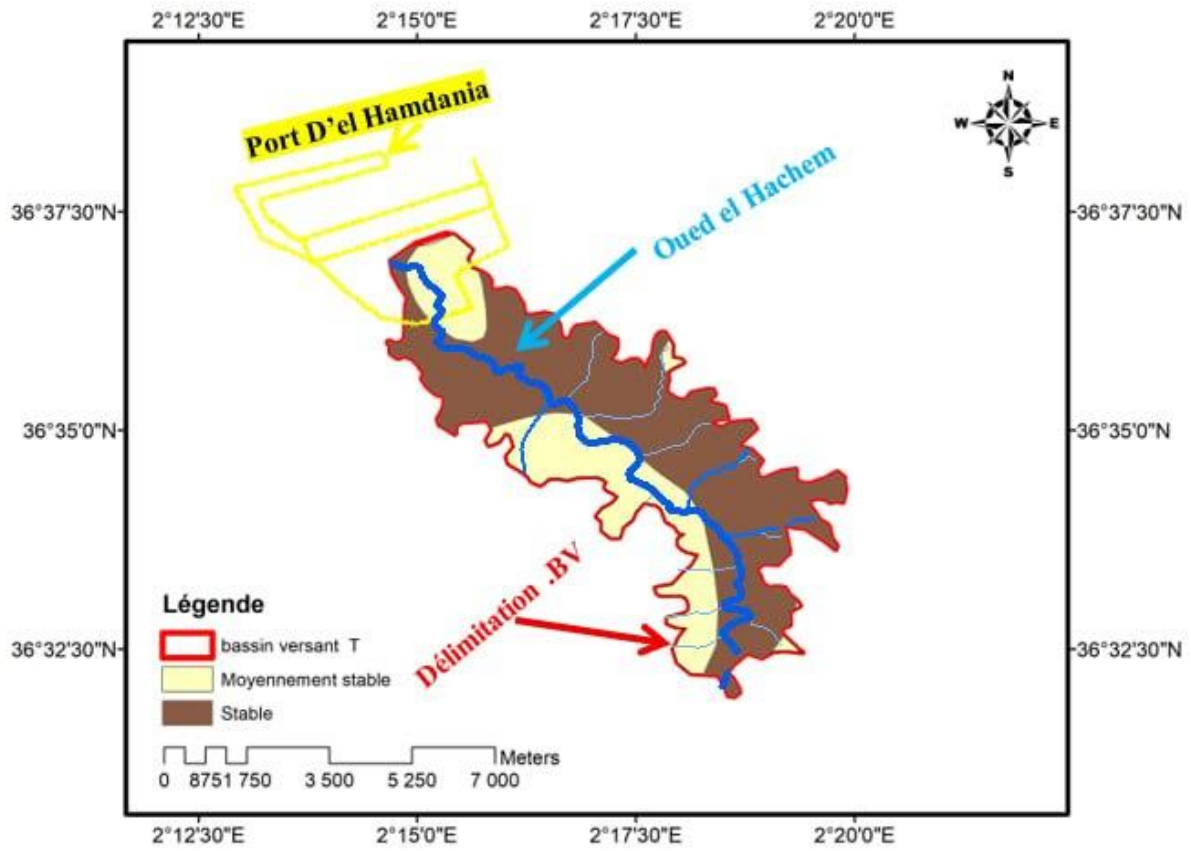 2°12'30"E 2°15'0"E 2°17'30"E 2°20'0"E
Port D'el Hamdania
N
W E
S
36°37'30"N 36°37'30"N
Oued el Hachem
36°35'0"N 36°35'0"N
Délimitation .BV
Légende
bassin versant T
36°32'30"N 36°32'30"N
Moyennement stable
Stable
Meters
0 8751 750 3 500 5 250 7 000
2°12'30"E 2°15'0"E 2°17'30"E 2°20'0"E